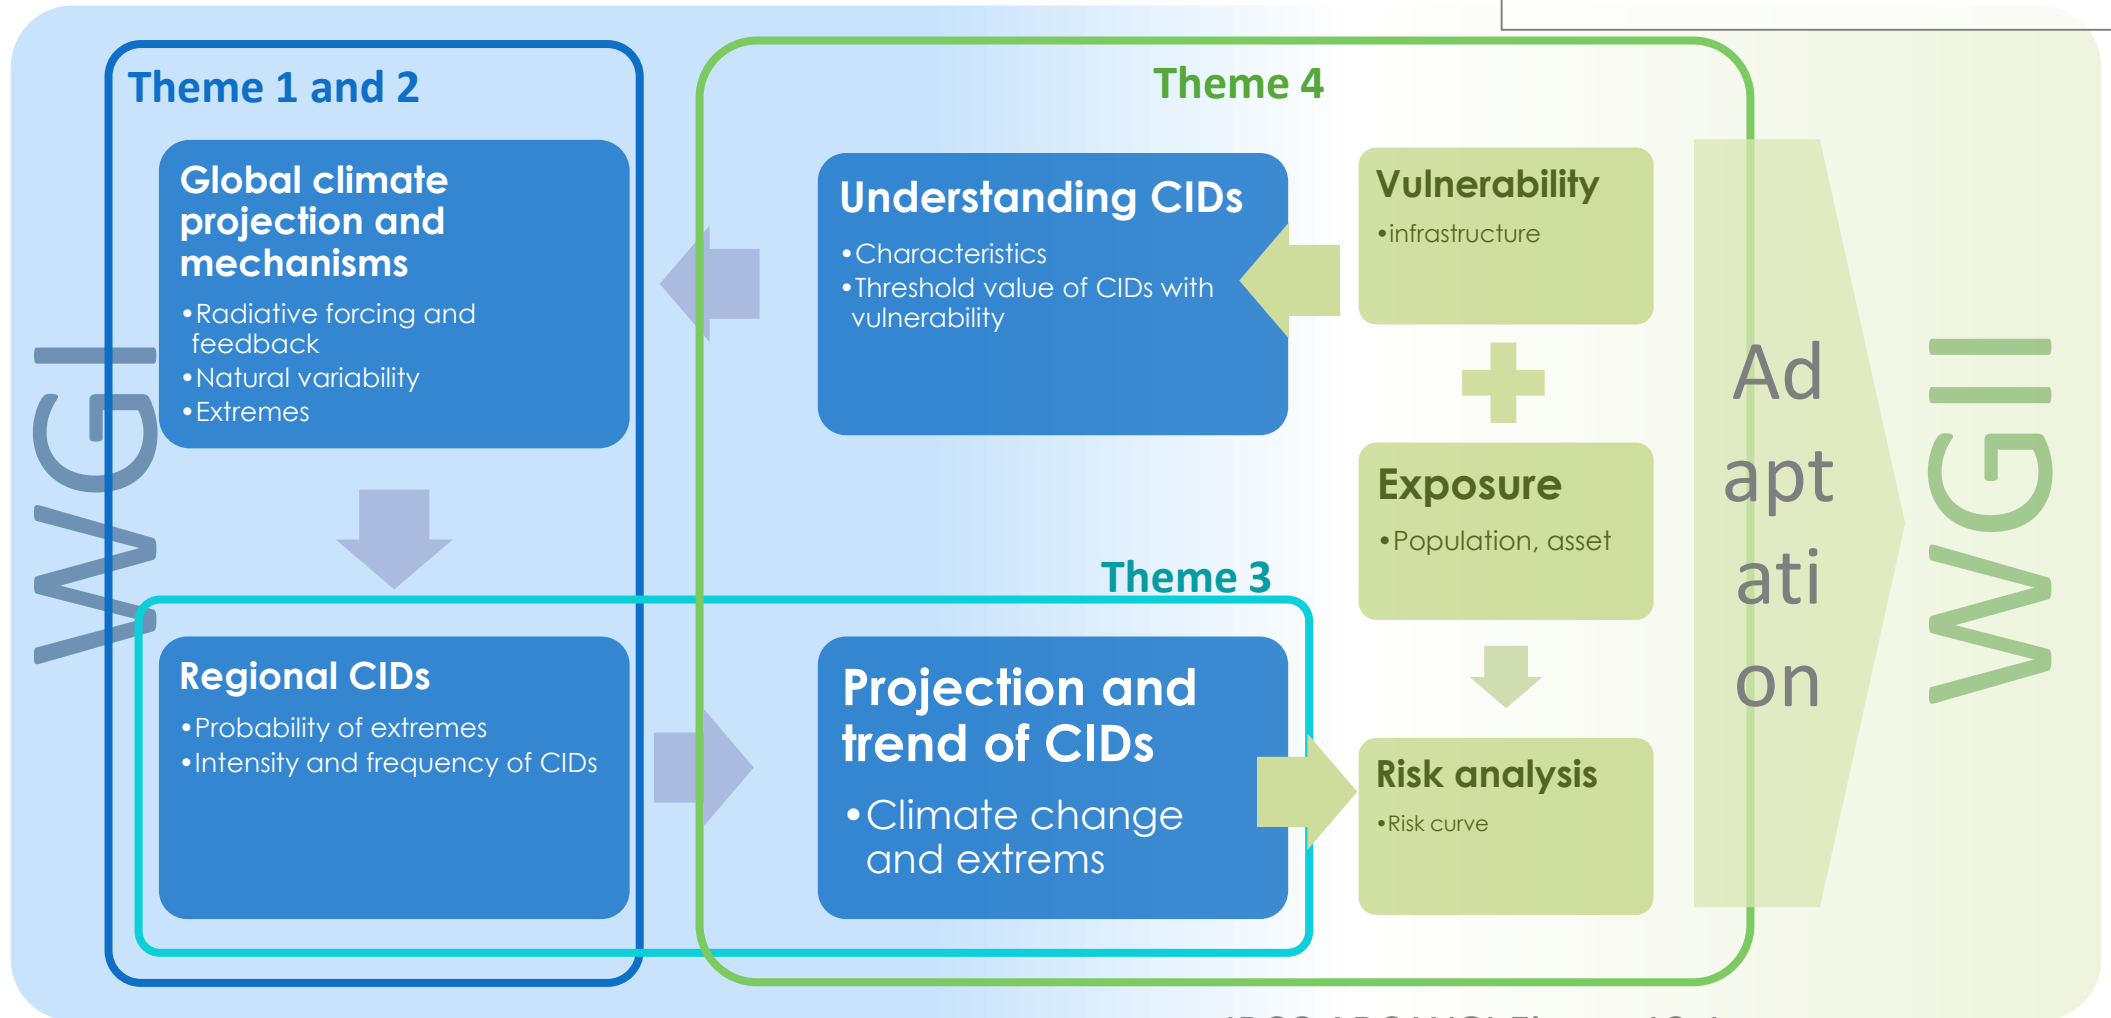 Theme 1 and 2
Theme 4
Global climate
projection and
mechanisms
•Radiative forcing and
feedback
•Natural variability
•Extremes
Understanding CIDs
•Characteristics
•Threshold value of CIDs with
vulnerability
Vulnerability
•infrastructure
Exposure
•Population, asset
Theme 3
Regional CIDs
•Probability of extremes
•Intensity and frequency of CIDs
Projection and
trend of CIDs
•Climate change
and extrems
Risk analysis
•Risk curve
WGI
Ad
apt
ati
on
WGII